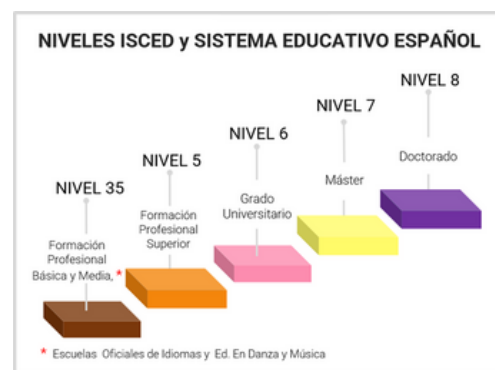 NIVELES ISCED y SISTEMA EDUCATIVO ESPAÑOL
NIVEL 8
NIVEL 7
NIVEL 6
NIVEL 5
NIVEL 35
Doctorado
Máster
Grado
Universitario
Formación
Profesional
Superior
Formación
Profesional
Básica y Media, *
* Escuelas Oficiales de Idiomas y Ed. En Danza y Música